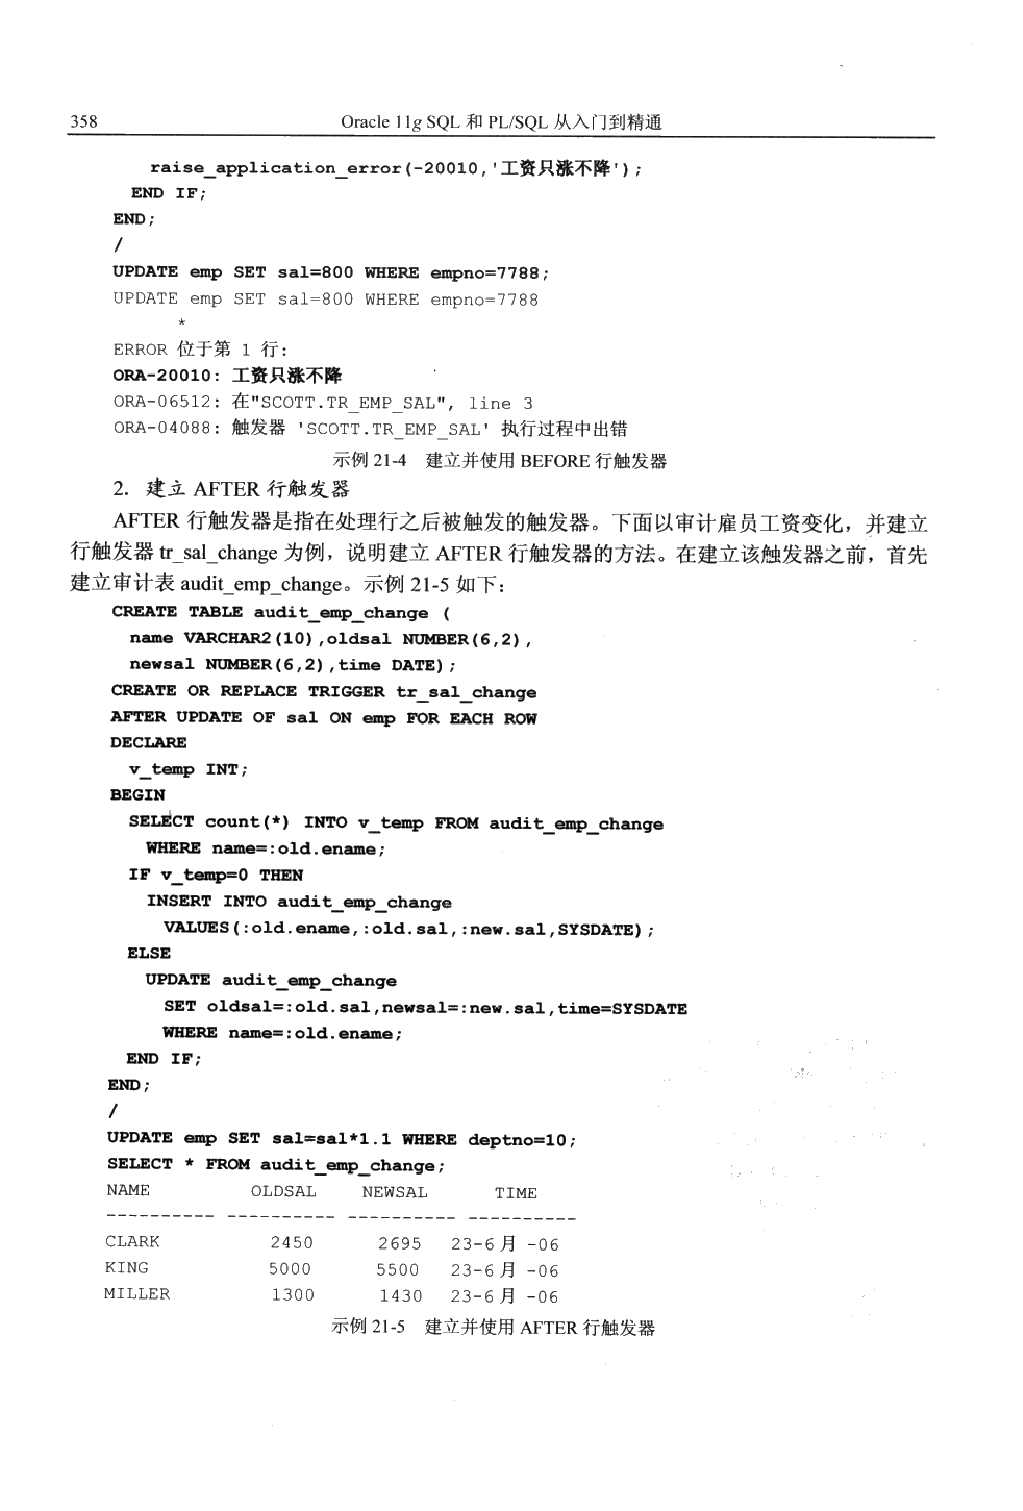 358 Oracle 11g SQL 和 PL/SQL 从入门到精通
raise_application_error(-20010,'工资只涨不降');
END IF;
END;
/
UPDATE emp SET sal=800 WHERE empno=7788;
UPDATE emp SET sal=800 WHERE empno=7788
*
ERROR 位于第 1 行:
ORA-20010: 工资只涨不降
ORA-06512: 在"SCOTT.TR_EMP_SAL", line 3
ORA-04088: 触发器 'SCOTT.TR_EMP_SAL' 执行过程中出错
示例 21-4 建立并使用 BEFORE 行触发器
2. 建立 AFTER 行触发器
AFTER 行触发器是指在处理行之后被触发的触发器。下面以审计雇员工资变化，并建立
行触发器 tr_sal_change 为例，说明建立 AFTER 行触发器的方法。在建立该触发器之前，首先
建立审计表 audit_emp_change。示例 21-5 如下：
CREATE TABLE audit_emp_change (
name VARCHAR2(10),oldsal NUMBER(6,2),
newsal NUMBER(6,2),time DATE);
CREATE OR REPLACE TRIGGER tr_sal_change
AFTER UPDATE OF sal ON emp FOR EACH ROW
DECLARE
v_temp INT;
BEGIN
SELECT count(*) INTO v_temp FROM audit_emp_change
WHERE name=:old.ename;
IF v_temp=0 THEN
INSERT INTO audit_emp_change
VALUES(:old.ename,:old.sal,:new.sal,SYSDATE);
ELSE
UPDATE audit_emp_change
SET oldsal=:old.sal,newsal=:new.sal,time=SYSDATE
WHERE name=:old.ename;
END IF;
END;
/
UPDATE emp SET sal=sal*1.1 WHERE deptno=10;
SELECT * FROM audit_emp_change;
NAME OLDSAL NEWSAL TIME
---------- ---------- ---------- ----------
CLARK 2450 2695 23-6月 -06
KING 5000 5500 23-6月 -06
MILLER 1300 1430 23-6月 -06
示例 21-5 建立并使用 AFTER 行触发器